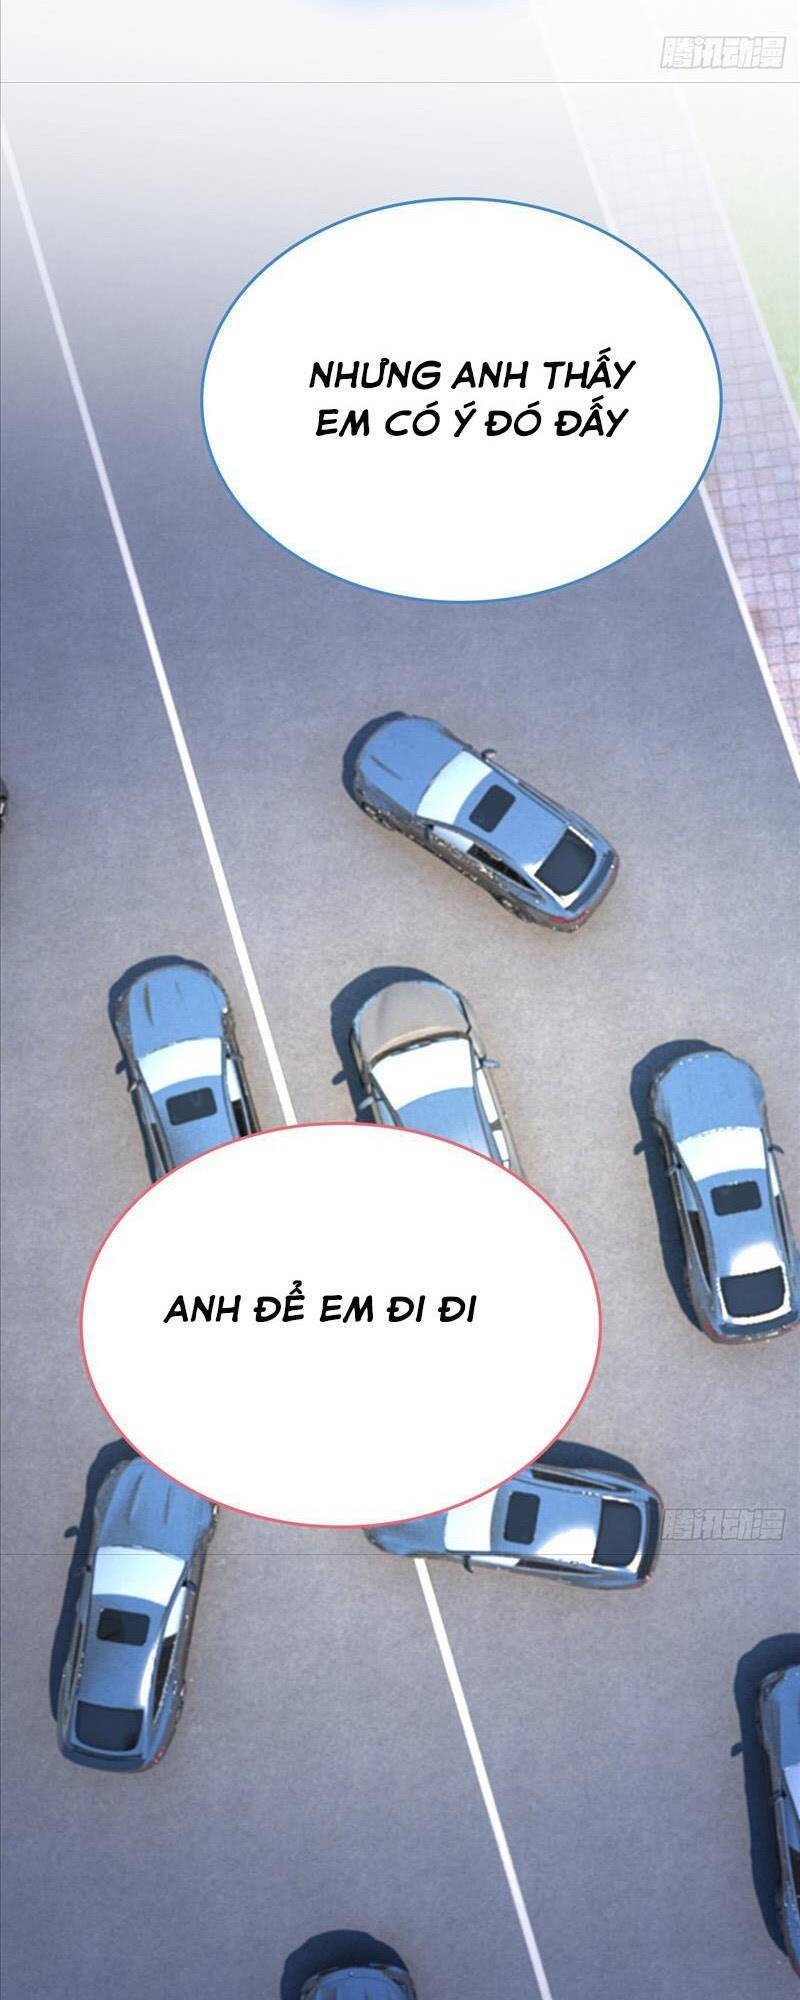 腾讯动漫
NHƯNG ANH THẤY
EM CÓ Ý ĐÓ ĐẤY
ANH ĐỂ EM ĐI ĐI
腾讯动漫